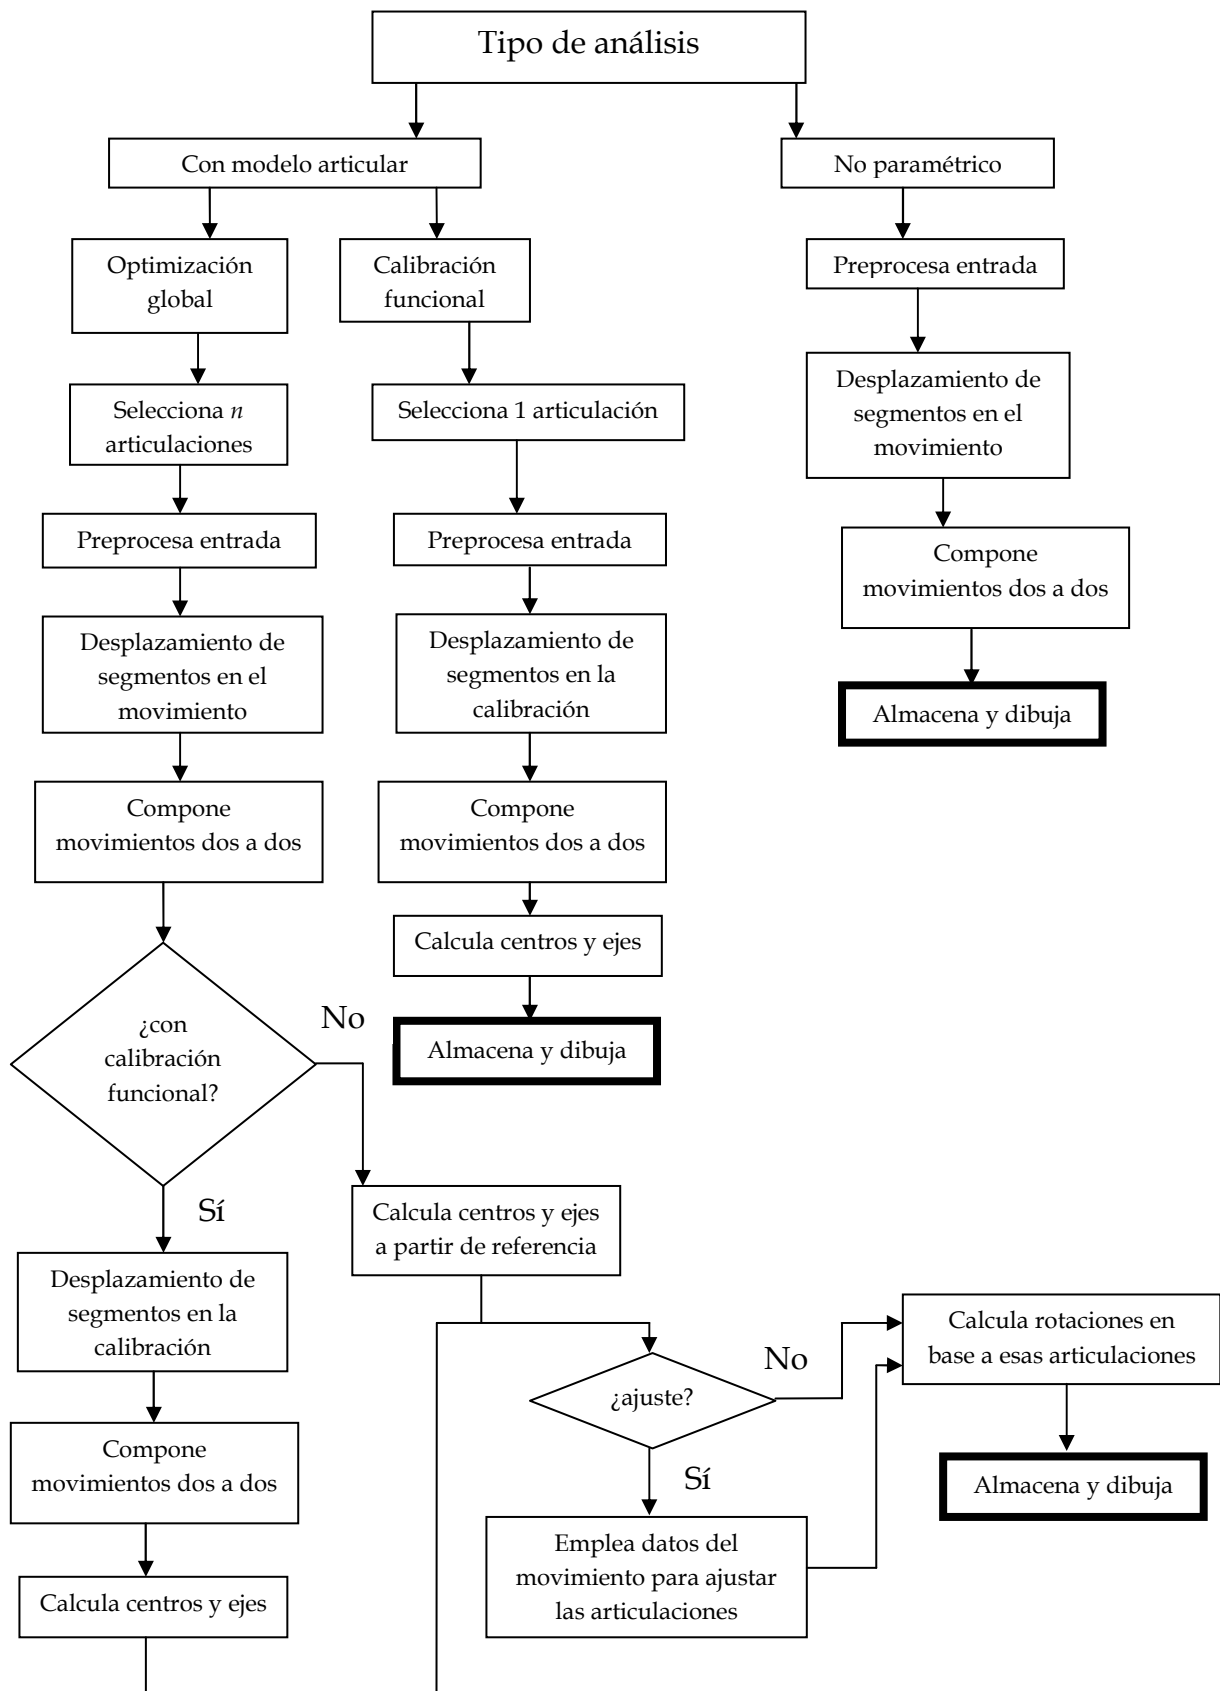 Tipo de análisis
Con modelo articular
No paramétrico
Optimización
global
Calibración
funcional
Preprocesa entrada
Selecciona n
articulaciones
Selecciona 1 articulación
Desplazamiento de
segmentos en el
movimiento
Preprocesa entrada
Preprocesa entrada
Compone
movimientos dos a dos
Desplazamiento de
segmentos en el
movimiento
Desplazamiento de
segmentos en la
calibración
Almacena y dibuja
Compone
movimientos dos a dos
Compone
movimientos dos a dos
Calcula centros y ejes
¿con
calibración
funcional?
No
Almacena y dibuja
Sí
Calcula centros y ejes
a partir de referencia
Desplazamiento de
segmentos en la
calibración
¿ajuste?
No
Calcula rotaciones en
base a esas articulaciones
Compone
movimientos dos a dos
Sí
Almacena y dibuja
Emplea datos del
movimiento para ajustar
las articulaciones
Calcula centros y ejes